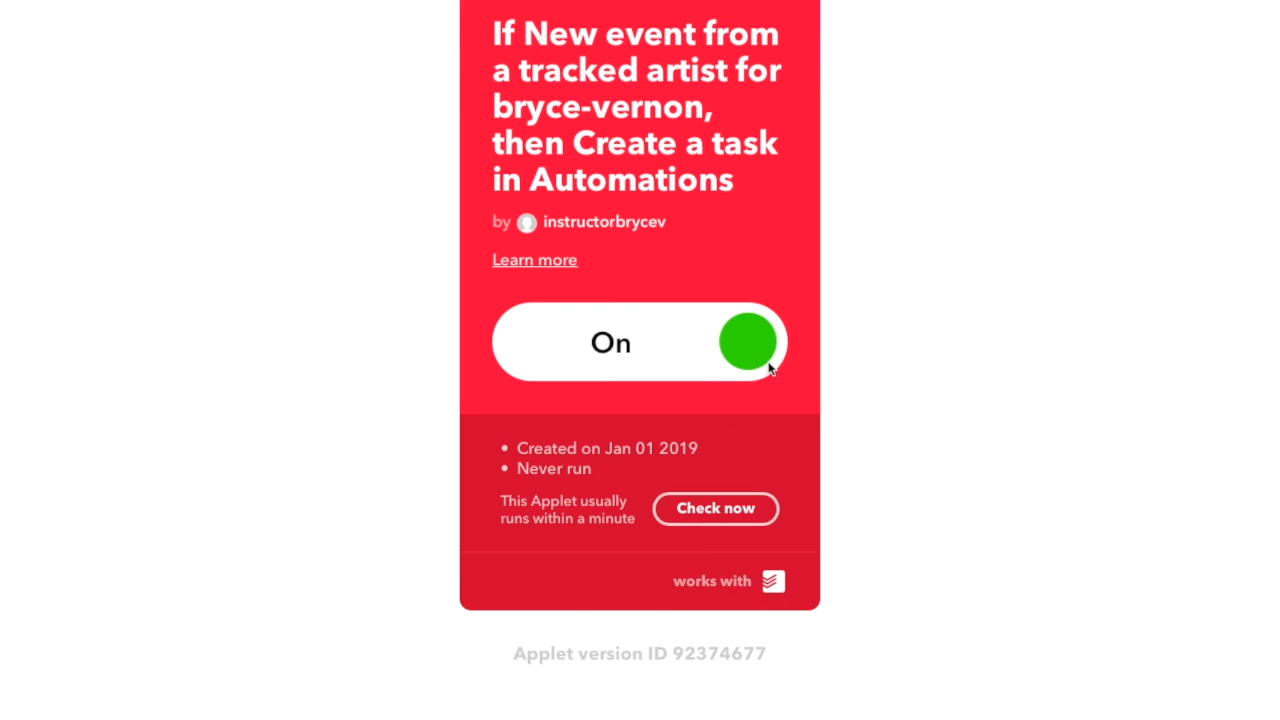 If New event from
a tracked artist for
bryce-vernon,
then Create a task
in Automations
by instructorbrycev
Learn more
On
• Created on Jan 01 2019
• Never run
This Applet usually
runs within a minute
Check now
works with
Applet version ID 92374677